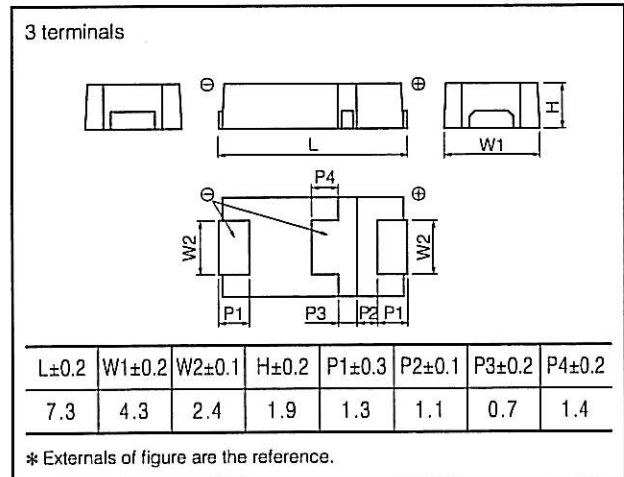 3 terminals
⊖ ⊕
H
L
W1
P4
⊖ ⊕
W2
W2
P1 P3 P2 P1
L±0.2 W1±0.2 W2±0.1 H±0.2 P1±0.3 P2±0.1 P3±0.2 P4±0.2
7.3 4.3 2.4 1.9 1.3 1.1 0.7 1.4
* Externals of figure are the reference.